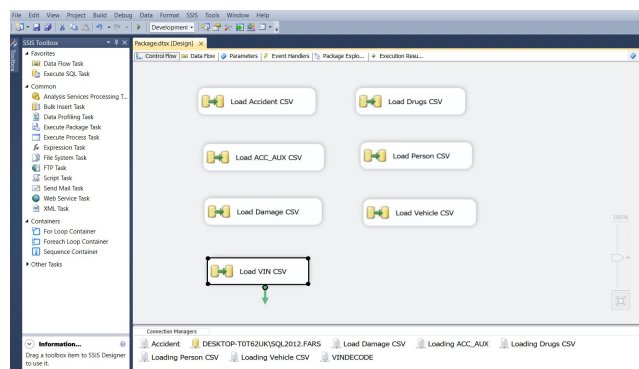 File Edit View Project Build Debug Data Format SSIS Tools Window Help
Development
SSIS Toolbox
Toolbox
Favorites
Data Flow Task
Execute SQL Task
Common
Analysis Services Processing T...
Bulk Insert Task
Data Profiling Task
Execute Package Task
Execute Process Task
Expression Task
File System Task
FTP Task
Script Task
Send Mail Task
Web Service Task
XML Task
Containers
For Loop Container
Foreach Loop Container
Sequence Container
Other Tasks
Information...
Drag a toolbox item to SSIS Designer
to use it.
Package.dtsx [Design]
Control Flow Data Flow Parameters Event Handlers Package Explo... Execution Resu...
Load Accident CSV Load Drugs CSV
Load ACC_AUX CSV Load Person CSV
Load Damage CSV Load Vehicle CSV
100%
Load VIN CSV
Connection Managers
Accident DESKTOP-T0T62UK\SQL2012.FARS Load Damage CSV Loading ACC_AUX Loading Drugs CSV
Loading Person CSV Loading Vehicle CSV VINDECODE